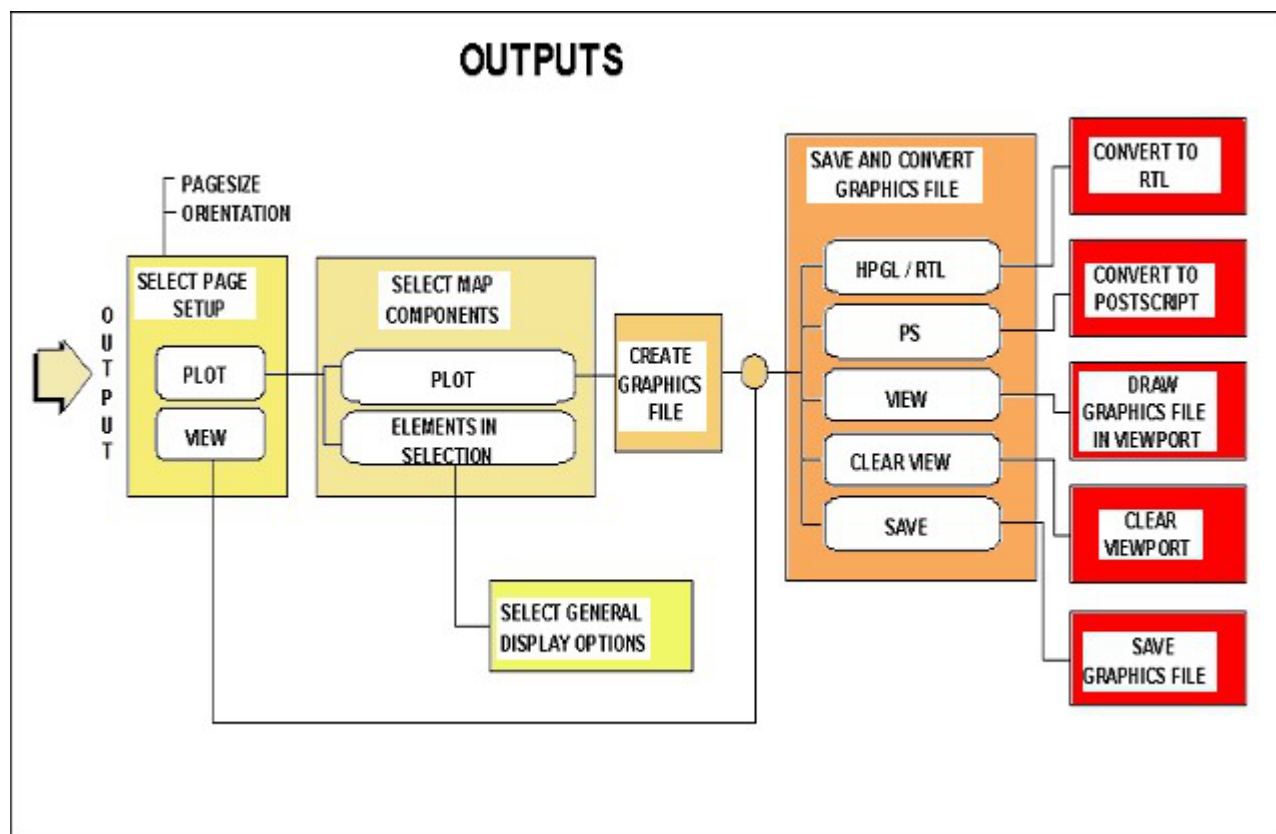 OUTPUTS
PAGESIZE
ORIENTATION
OUTPUT
SELECT PAGE
SETUP
PLOT
VIEW
SELECT MAP
COMPONENTS
PLOT
ELEMENTS IN
SELECTION
SELECT GENERAL
DISPLAY OPTIONS
CREATE
GRAPHICS
FILE
SAVE AND CONVERT
GRAPHICS FILE
HPGL / RTL
PS
VIEW
CLEAR VIEW
SAVE
CONVERT TO
RTL
CONVERT TO
POSTSCRIPT
DRAW
GRAPHICS FILE
IN VIEWPORT
CLEAR
VIEWPORT
SAVE
GRAPHICS FILE